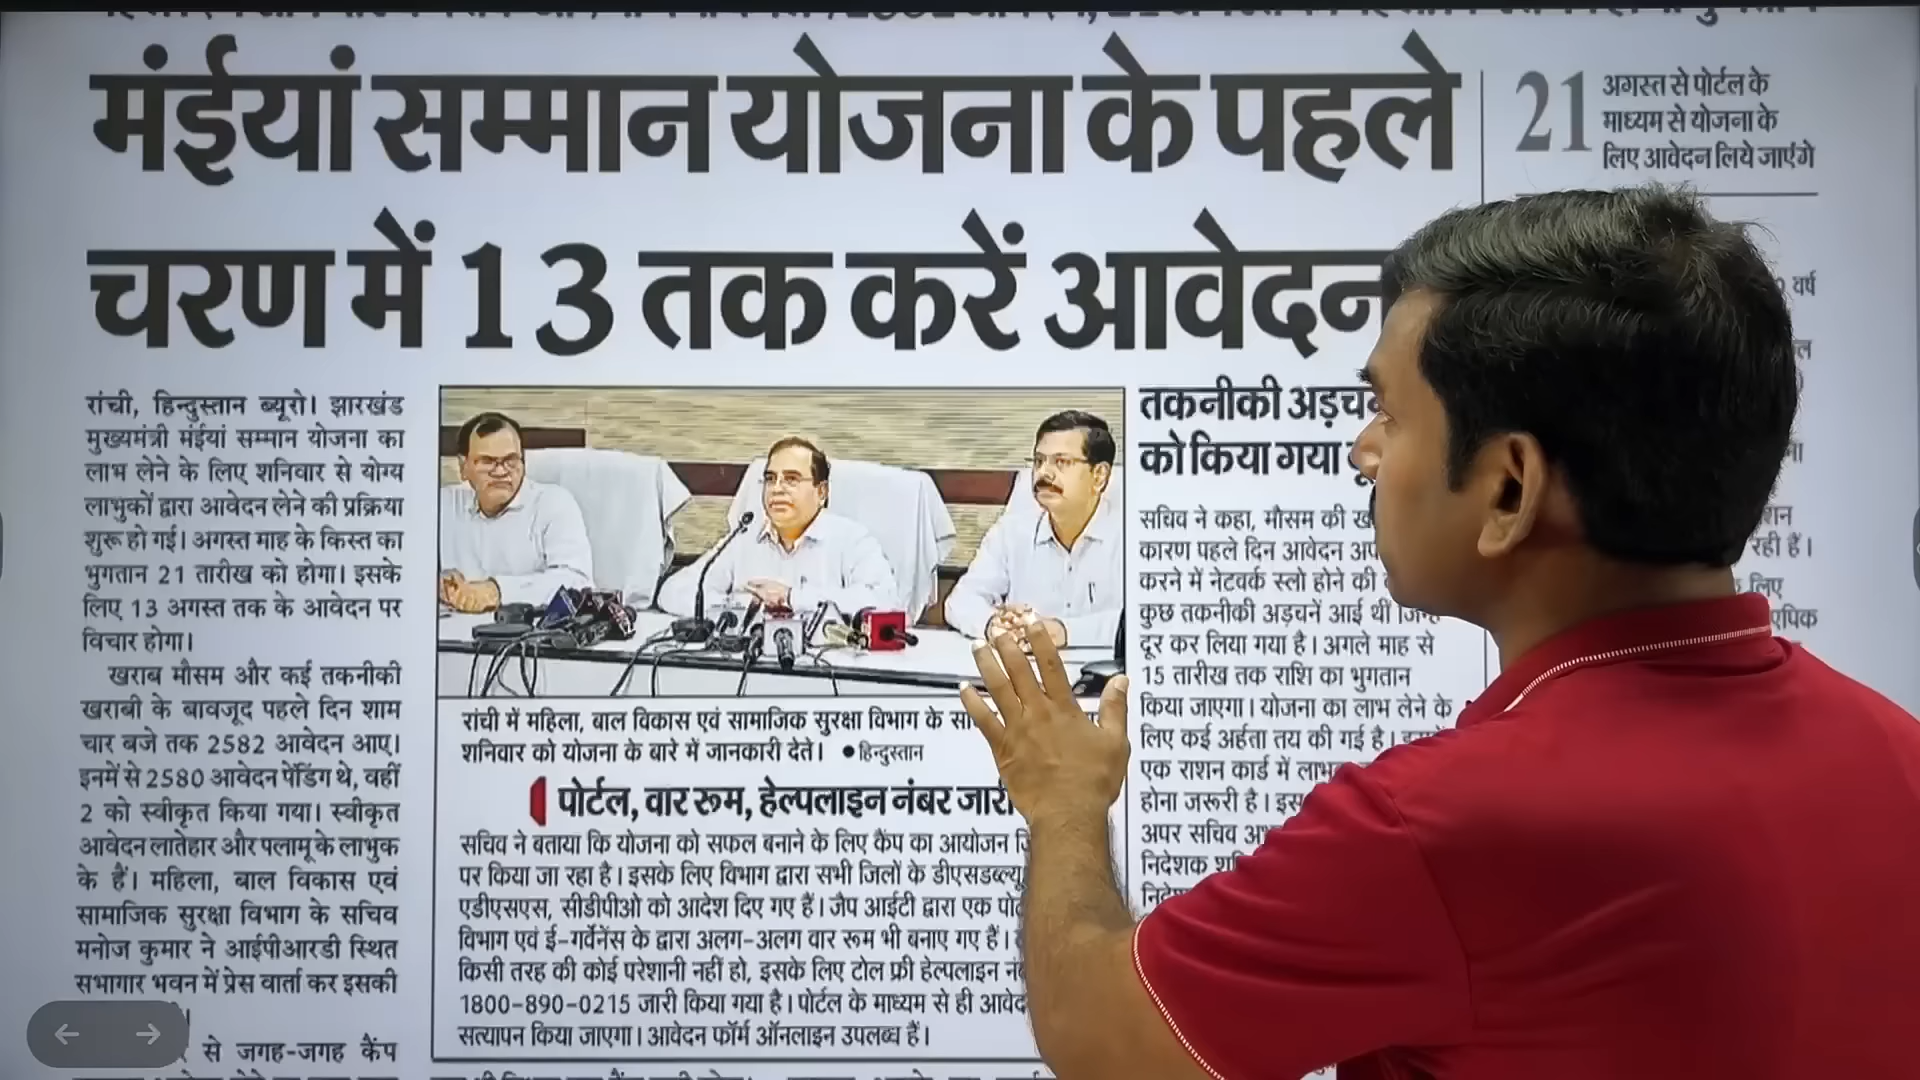 मंईयां सम्मान योजना के पहले
चरण में 13 तक करें आवेदन
21 अगस्त से पोर्टल के
माध्यम से योजना के
लिए आवेदन लिये जाएंगे
रांची, हिन्दुस्तान ब्यूरो। झारखंड
मुख्यमंत्री मंईयां सम्मान योजना का
लाभ लेने के लिए शनिवार से योग्य
लाभुकों द्वारा आवेदन लेने की प्रक्रिया
शुरू हो गई। अगस्त माह के किस्त का
भुगतान 21 तारीख को होगा। इसके
लिए 13 अगस्त तक के आवेदन पर
विचार होगा।
खराब मौसम और कई तकनीकी
खराबी के बावजूद पहले दिन शाम
चार बजे तक 2582 आवेदन आए।
इनमें से 2580 आवेदन पेंडिंग थे, वहीं
2 को स्वीकृत किया गया। स्वीकृत
आवेदन लातेहार और पलामू के लाभुक
के हैं। महिला, बाल विकास एवं
सामाजिक सुरक्षा विभाग के सचिव
मनोज कुमार ने आईपीआरडी स्थित
सभागार भवन में प्रेस वार्ता कर इसकी
से जगह-जगह कैंप
रांची में महिला, बाल विकास एवं सामाजिक सुरक्षा विभाग के
शनिवार को योजना के बारे में जानकारी देते। ●हिन्दुस्तान
पोर्टल, वार रूम, हेल्पलाइन नंबर जारी
सचिव ने बताया कि योजना को सफल बनाने के लिए कैंप का आयोजन
पर किया जा रहा है। इसके लिए विभाग द्वारा सभी जिलों के डीएसडब्ल्यू
एडीएसएस, सीडीपीओ को आदेश दिए गए हैं। जैप आईटी द्वारा एक
विभाग एवं ई-गर्वेनेंस के द्वारा अलग-अलग वार रूम भी बनाए गए हैं।
किसी तरह की कोई परेशानी नहीं हो, इसके लिए टोल फ्री हेल्पलाइन
1800-890-0215 जारी किया गया है। पोर्टल के माध्यम से ही
सत्यापन किया जाएगा। आवेदन फॉर्म ऑनलाइन उपलब्ध हैं।
तकनीकी
को किया गया
सचिव ने कहा, मौसम की
कारण पहले दिन आवेदन
करने में नेटवर्क स्लो होने की
कुछ तकनीकी अड़चनें आई थीं
दूर कर लिया गया है। अगले माह से
15 तारीख तक राशि का भुगतान
किया जाएगा। योजना का लाभ लेने के
लिए कई अर्हता तय की गई है।
एक राशन कार्ड में
होना जरूरी है।
अपर सचिव
निदेशक
वर्ष
रही हैं।
लिए